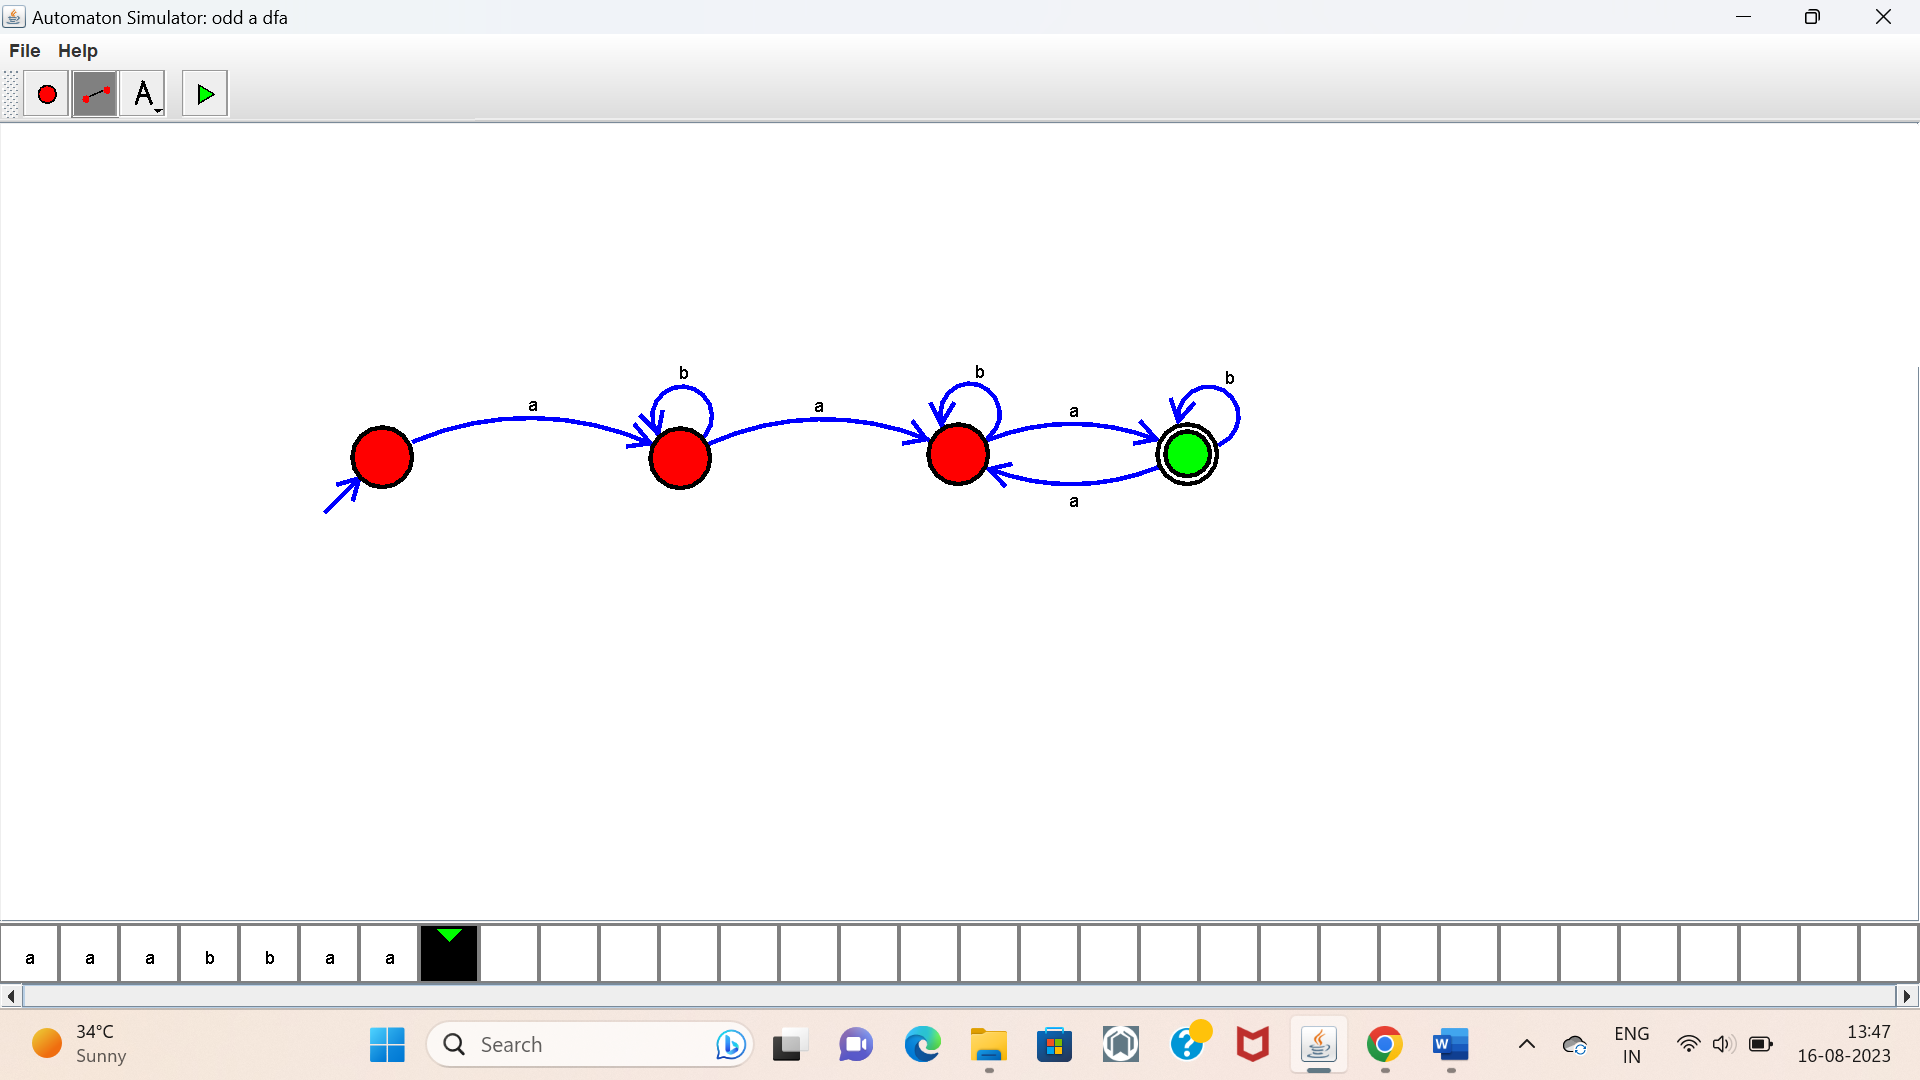 Automaton Simulator: odd a dfa
File Help
A
b
b
b
a
a
a
a
a a a b b a a
34°C
Sunny
Search
W
ENG
IN
13:47
16-08-2023